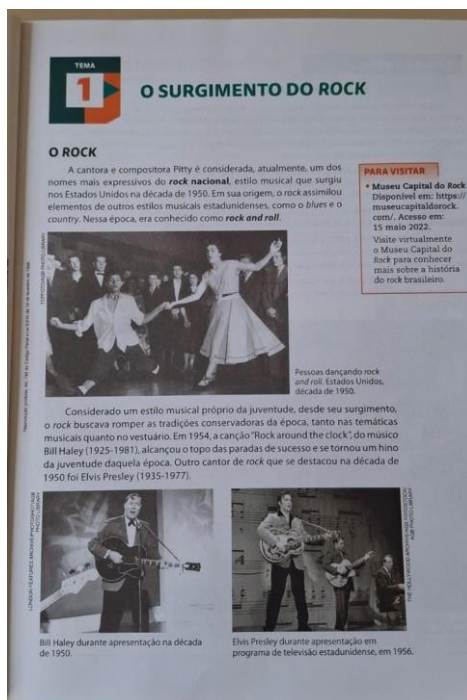 TEMA
1
O SURGIMENTO DO ROCK
O ROCK
A cantora e compositora Pitty é considerada, atualmente, um dos
nomes mais expressivos do rock nacional, estilo musical que surgiu
nos Estados Unidos na década de 1950. Em sua origem, o rock assimilou
elementos de outros estilos musicais estadunidenses, como o blues e o
country. Nessa época, era conhecido como rock and roll.
PARA VISITAR
• Museu Capital do Rock.
Disponível em: https://
museucapitaldorock.
com/. Acesso em:
15 maio 2022.
Visite virtualmente
o Museu Capital do
Rock para conhecer
mais sobre a história
do rock brasileiro.
Pessoas dançando rock
and roll. Estados Unidos,
década de 1950.
Considerado um estilo musical próprio da juventude, desde seu surgimento,
o rock buscava romper as tradições conservadoras da época, tanto nas temáticas
musicais quanto no vestuário. Em 1954, a canção "Rock around the clock", do músico
Bill Haley (1925-1981), alcançou o topo das paradas de sucesso e se tornou um hino
da juventude daquela época. Outro cantor de rock que se destacou na década de
1950 foi Elvis Presley (1935-1977).
Bill Haley durante apresentação na década
de 1950.
Elvis Presley durante apresentação em
programa de televisão estadunidense, em 1956.